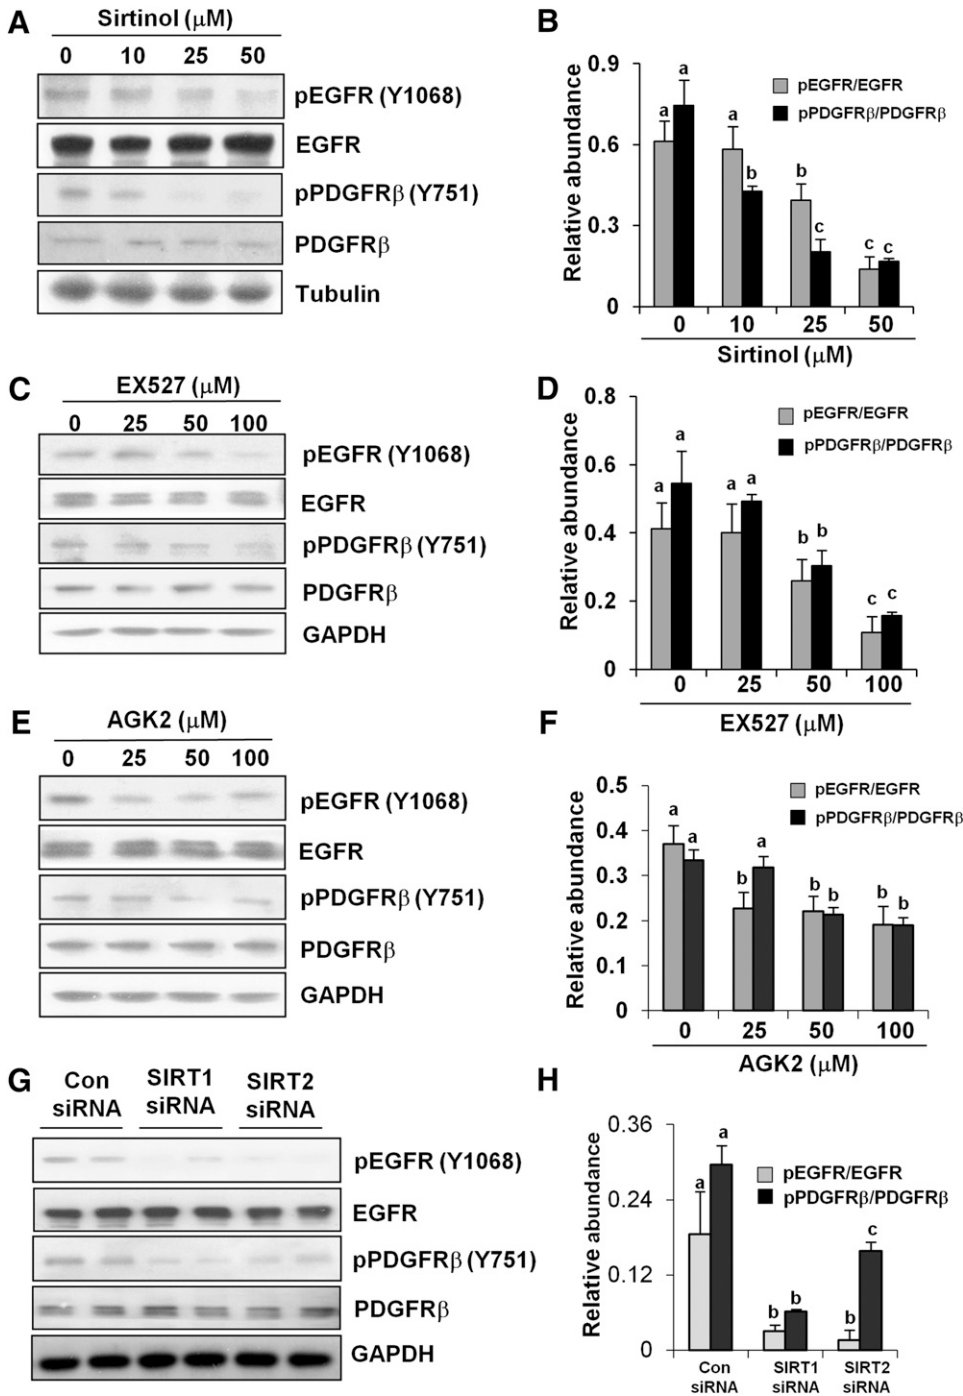 A
Sirtinol (μM)
0 10 25 50
pEGFR (Y1068)
EGFR
pPDGFRβ (Y751)
PDGFRβ
Tubulin
B
Relative abundance
0.9
0.6
0.3
0
pEGFR/EGFR
pPDGFRβ/PDGFRβ
a a a b b c c c
0 10 25 50
Sirtinol (μM)
C
EX527 (μM)
0 25 50 100
pEGFR (Y1068)
EGFR
pPDGFRβ (Y751)
PDGFRβ
GAPDH
D
Relative abundance
0.8
0.6
0.4
0.2
0
pEGFR/EGFR
pPDGFRβ/PDGFRβ
a a a a b b c c
0 25 50 100
EX527 (μM)
E
AGK2 (μM)
0 25 50 100
pEGFR (Y1068)
EGFR
pPDGFRβ (Y751)
PDGFRβ
GAPDH
F
Relative abundance
0.5
0.4
0.3
0.2
0.1
0
pEGFR/EGFR
pPDGFRβ/PDGFRβ
a a b a b b b b
0 25 50 100
AGK2 (μM)
G
Con siRNA
SIRT1 siRNA
SIRT2 siRNA
pEGFR (Y1068)
EGFR
pPDGFRβ (Y751)
PDGFRβ
GAPDH
H
Relative abundance
0.36
0.24
0.12
0
pEGFR/EGFR
pPDGFRβ/PDGFRβ
a a b b b c
Con SIRT1 SIRT2
siRNA siRNA siRNA